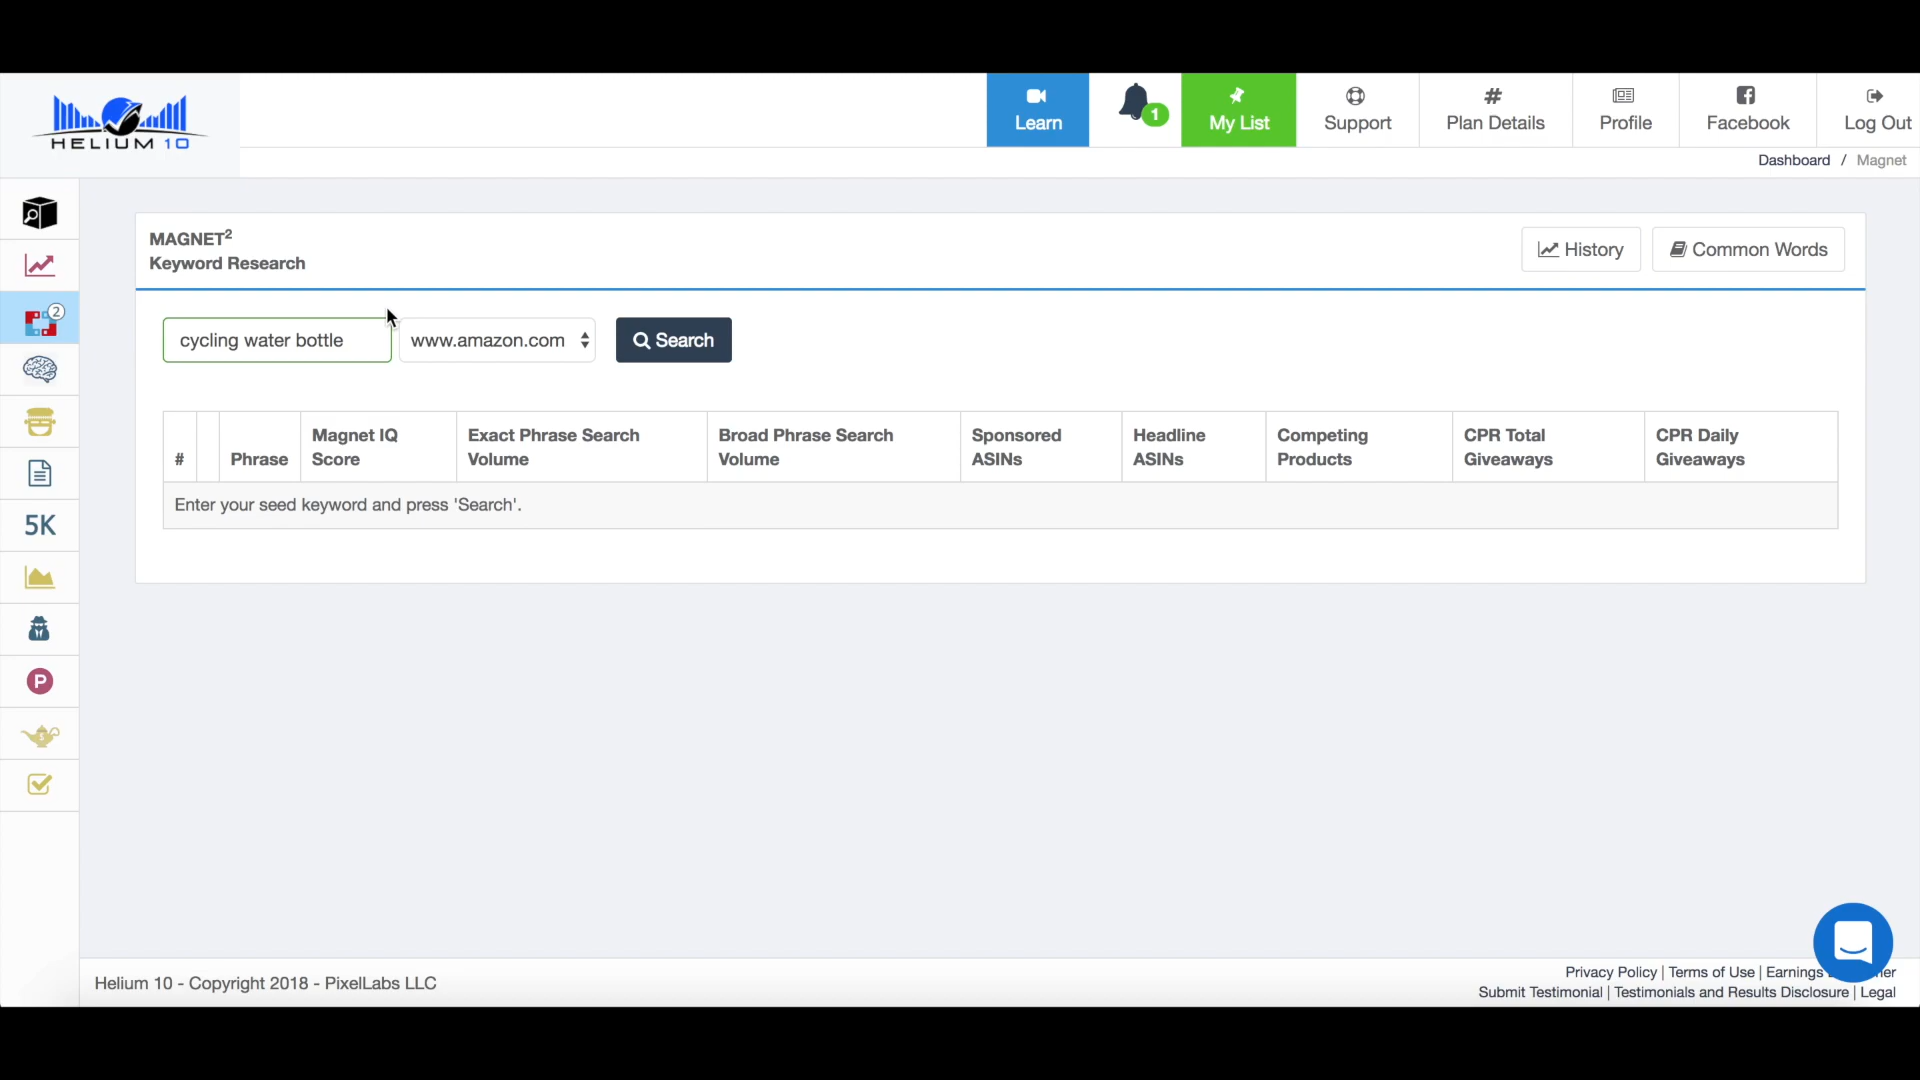 HELIUM 10
Learn
1
My List
Support
Plan Details
Profile
Facebook
Log Out
Dashboard / Magnet
MAGNET²
Keyword Research
History
Common Words
2
cycling water bottle
www.amazon.com
Search
# Phrase Magnet IQ Score Exact Phrase Search Volume Broad Phrase Search Volume Sponsored ASINs Headline ASINs Competing Products CPR Total Giveaways CPR Daily Giveaways
Enter your seed keyword and press 'Search'.
5K
P
Helium 10 - Copyright 2018 - PixelLabs LLC
Privacy Policy | Terms of Use | Earnings
Submit Testimonial | Testimonials and Results Disclosure | Legal